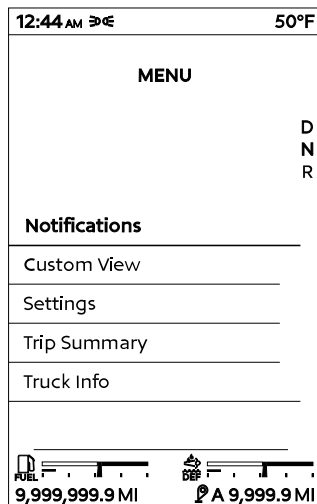 12:44 AM 50°F
MENU
D
N
R
Notifications
Custom View
Settings
Trip Summary
Truck Info
FUEL DEF
9,999,999.9 MI A 9,999.9 MI